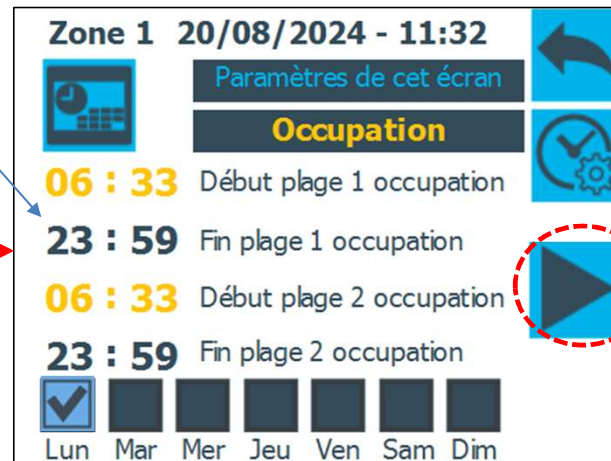 Zone 1 20/08/2024 - 11:32
Paramètres de cet écran
Occupation
06 : 33 Début plage 1 occupation
23 : 59 Fin plage 1 occupation
06 : 33 Début plage 2 occupation
23 : 59 Fin plage 2 occupation
Lun Mar Mer Jeu Ven Sam Dim